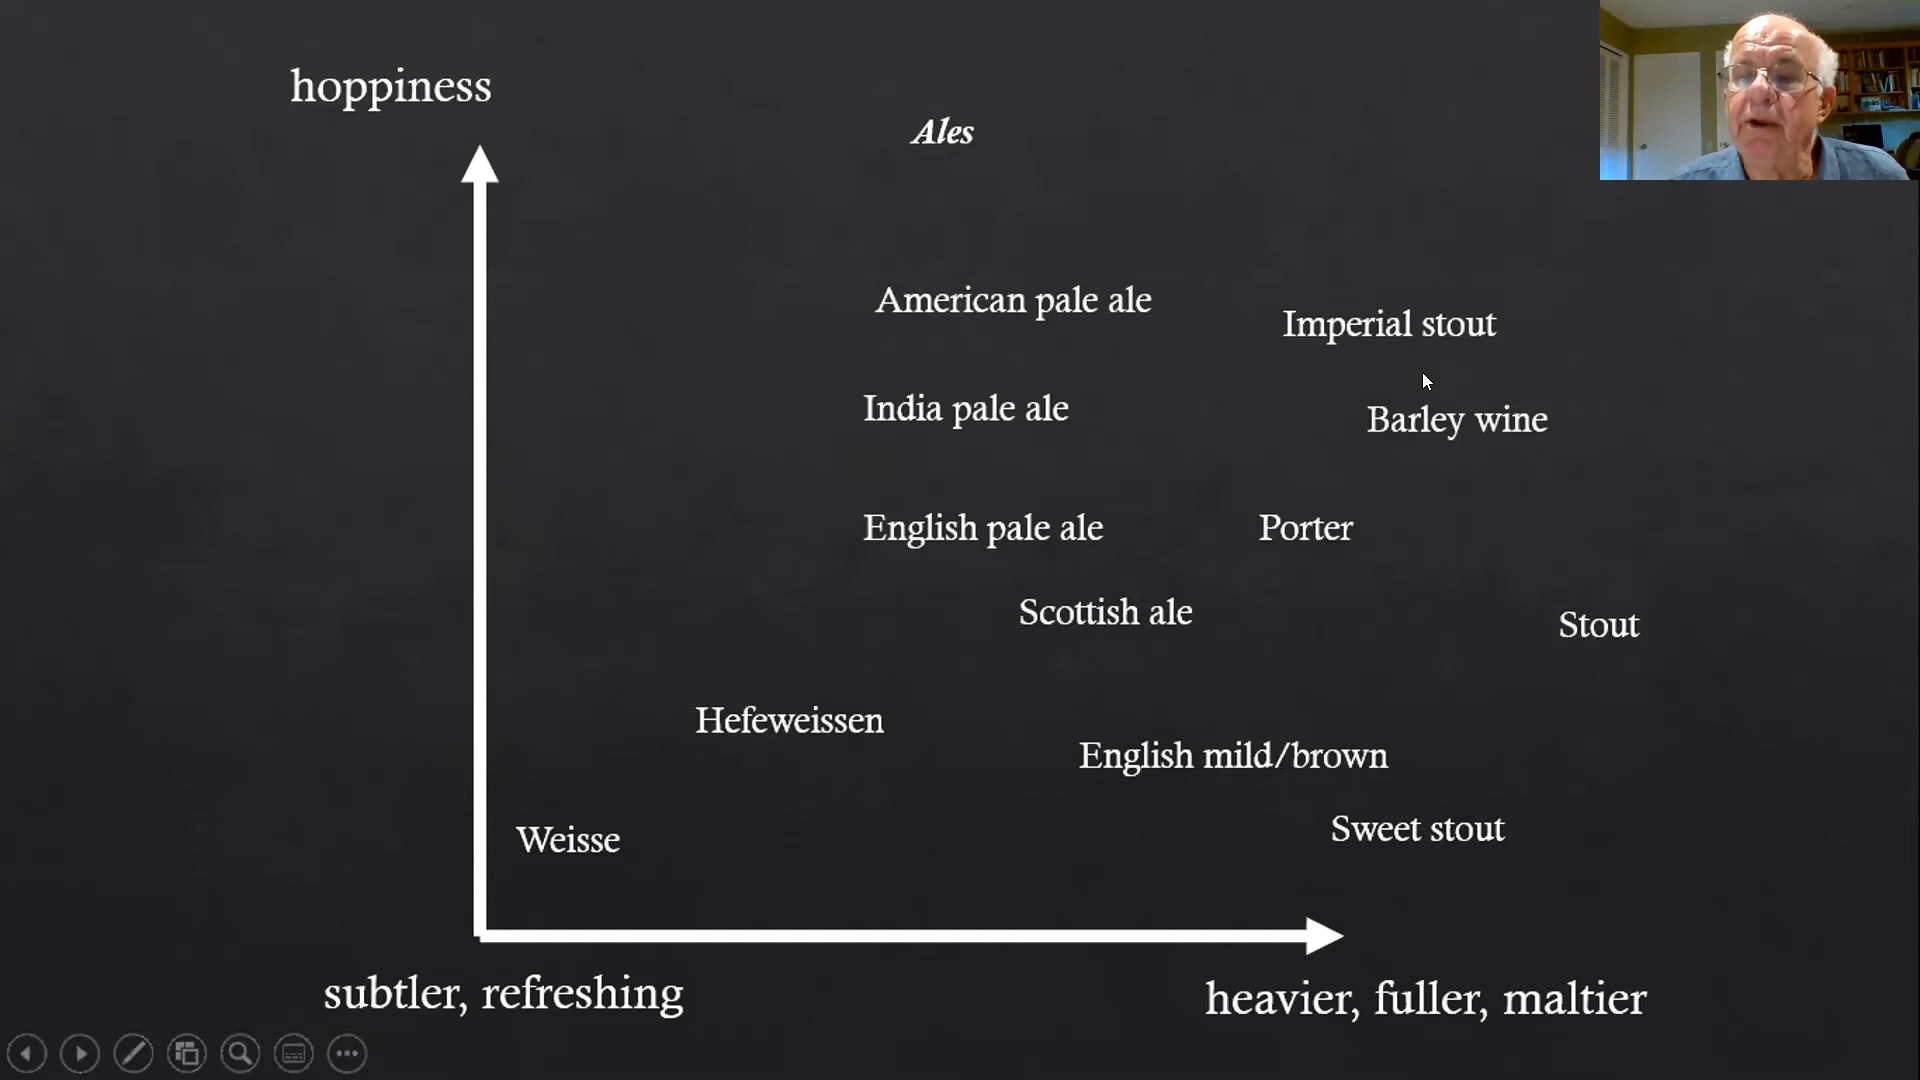 hoppiness
Ales
American pale ale
Imperial stout
India pale ale
Barley wine
English pale ale
Porter
Scottish ale
Stout
Hefeweissen
English mild/brown
Sweet stout
Weisse
subtler, refreshing
heavier, fuller, maltier